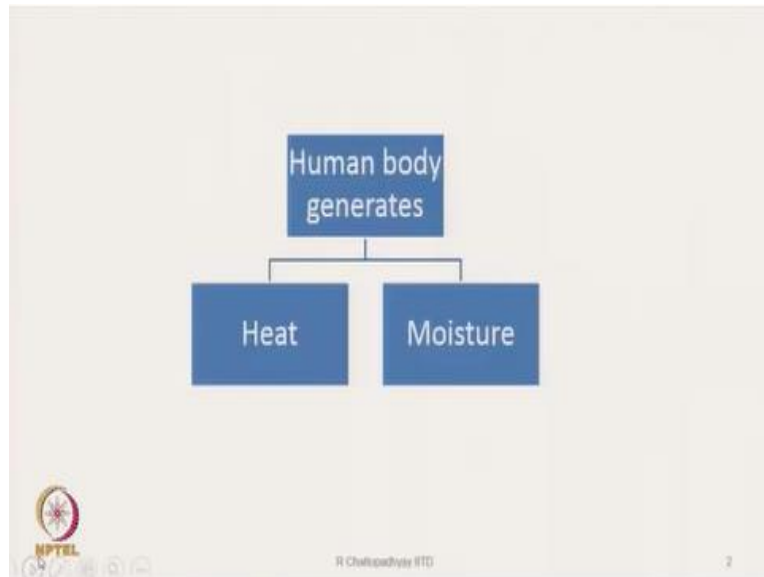 Human body
generates
Heat
Moisture
NPTEL
R Chattopadhyay IITD
2